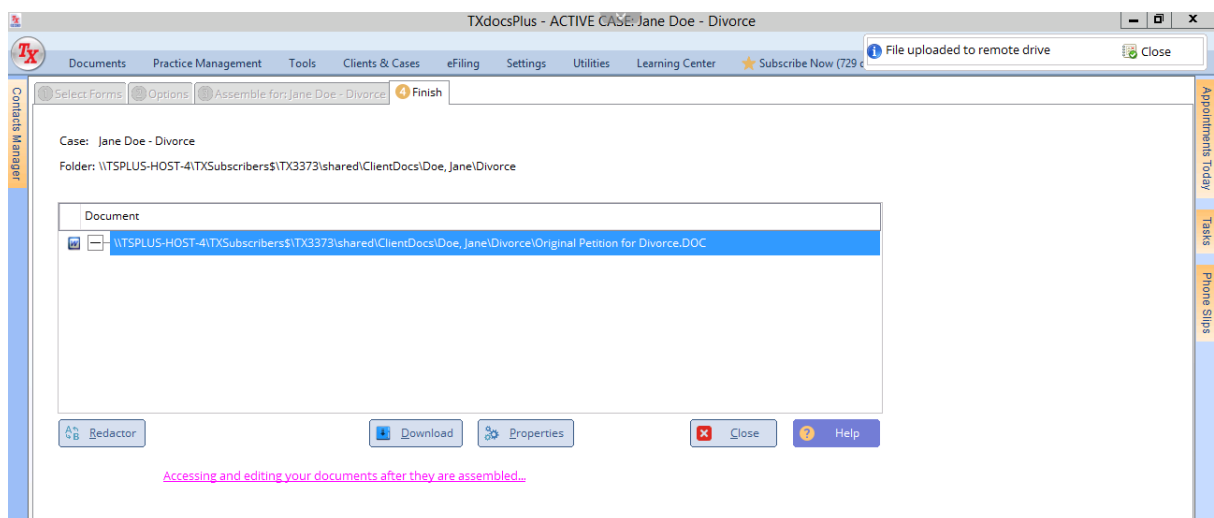 TXdocsPlus - ACTIVE CASE: Jane Doe - Divorce
Tx
Documents Practice Management Tools Clients & Cases eFiling Settings Utilities Learning Center Subscribe Now (729 d
File uploaded to remote drive Close
Contacts Manager
Select Forms Options Assemble for: Jane Doe - Divorce 4 Finish
Case: Jane Doe - Divorce
Folder: \\TSPLUS-HOST-4\TXSubscribers$\TX3373\shared\ClientDocs\Doe, Jane\Divorce
Document
\\TSPLUS-HOST-4\TXSubscribers$\TX3373\shared\ClientDocs\Doe, Jane\Divorce\Original Petition for Divorce.DOC
Redactor Download Properties Close Help
Accessing and editing your documents after they are assembled...
Appointments Today
Tasks
Phone Slips